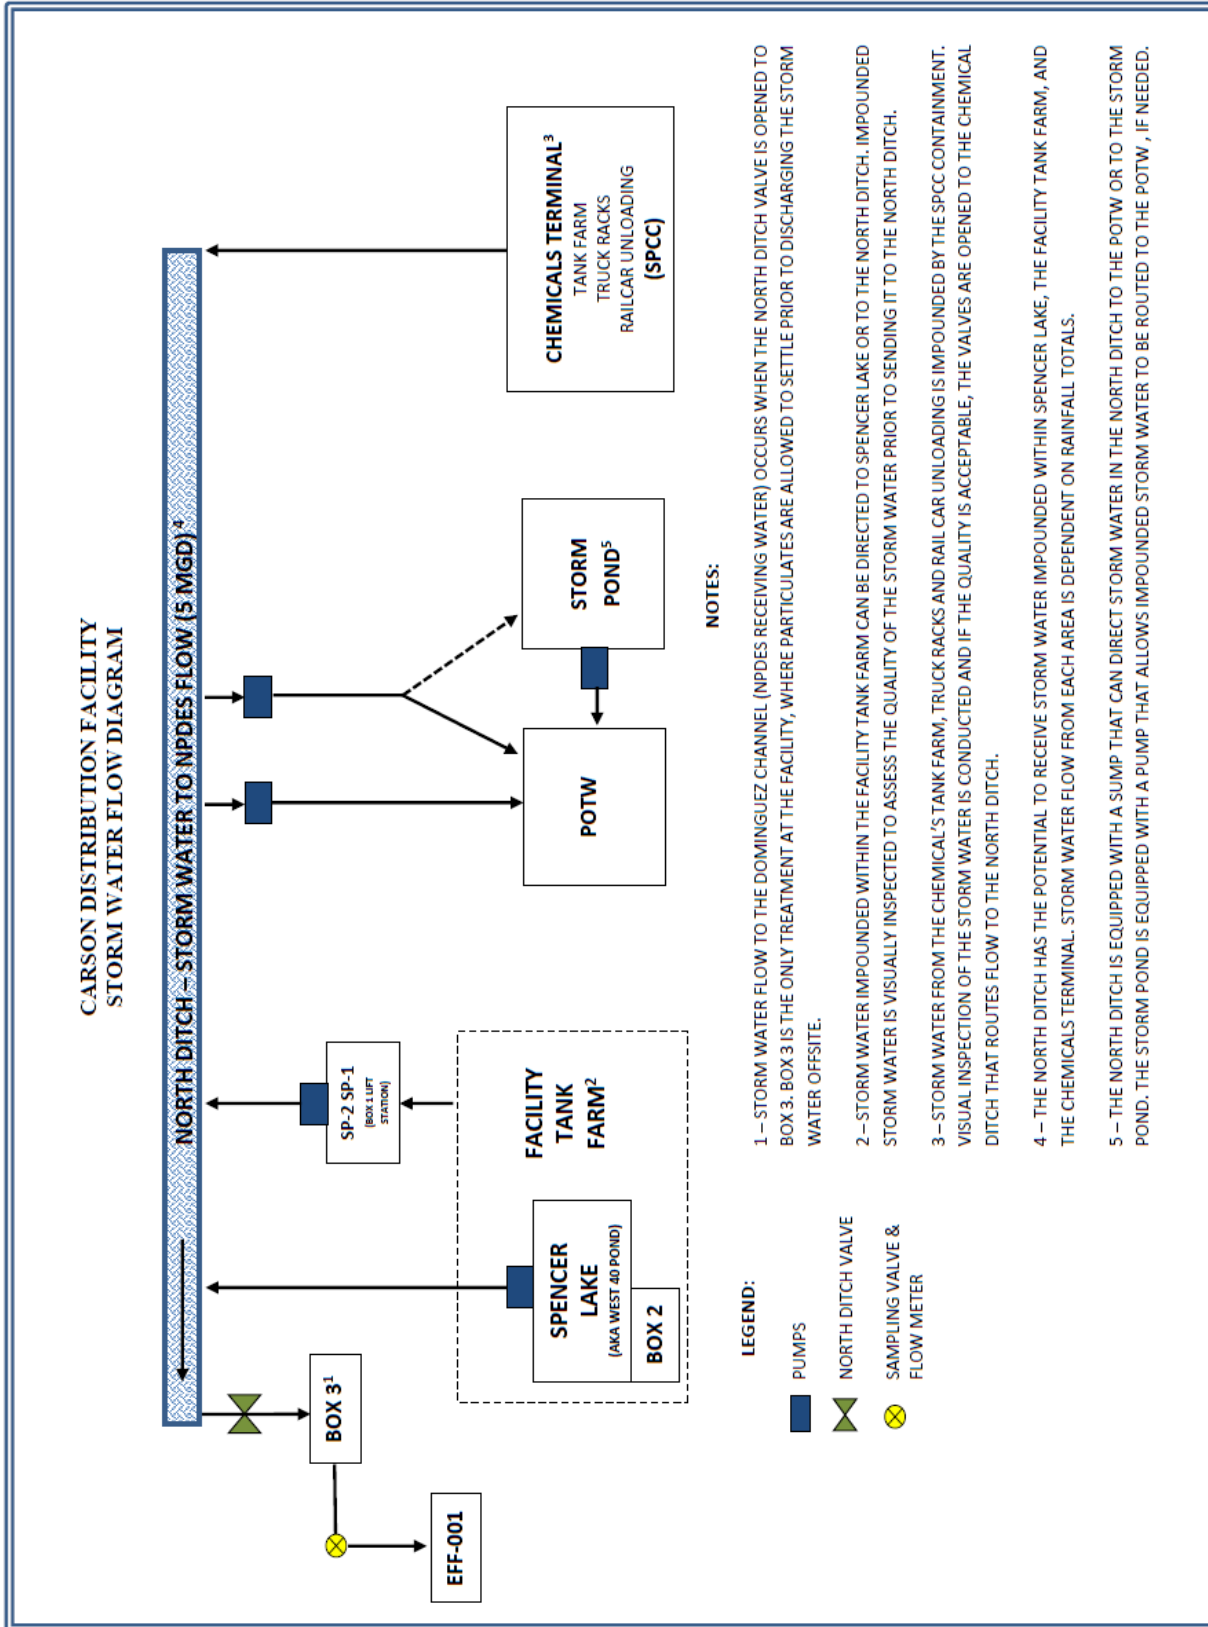 CARSON DISTRIBUTION FACILITY
STORM WATER FLOW DIAGRAM
NORTH DITCH – STORM WATER TO NPDES FLOW (5 MGD) 4
BOX 31
EFF-001
SP-2 SP-1
(BOX 1 LIFT
STATION)
SPENCER
LAKE
(AKA WEST 40 POND)
BOX 2
FACILITY
TANK
FARM2
POTW
STORM
POND5
CHEMICALS TERMINAL3
TANK FARM
TRUCK RACKS
RAILCAR UNLOADING
(SPCC)
LEGEND:
PUMPS
NORTH DITCH VALVE
SAMPLING VALVE &
FLOW METER
NOTES:
1 – STORM WATER FLOW TO THE DOMINGUEZ CHANNEL (NPDES RECEIVING WATER) OCCURS WHEN THE NORTH DITCH VALVE IS OPENED TO
BOX 3. BOX 3 IS THE ONLY TREATMENT AT THE FACILITY, WHERE PARTICULATES ARE ALLOWED TO SETTLE PRIOR TO DISCHARGING THE STORM
WATER OFFSITE.
2 – STORM WATER IMPOUNDED WITHIN THE FACILITY TANK FARM CAN BE DIRECTED TO SPENCER LAKE OR TO THE NORTH DITCH. IMPOUNDED
STORM WATER IS VISUALLY INSPECTED TO ASSESS THE QUALITY OF THE STORM WATER PRIOR TO SENDING IT TO THE NORTH DITCH.
3 – STORM WATER FROM THE CHEMICAL'S TANK FARM, TRUCK RACKS AND RAIL CAR UNLOADING IS IMPOUNDED BY THE SPCC CONTAINMENT.
VISUAL INSPECTION OF THE STORM WATER IS CONDUCTED AND IF THE QUALITY IS ACCEPTABLE, THE VALVES ARE OPENED TO THE CHEMICAL
DITCH THAT ROUTES FLOW TO THE NORTH DITCH.
4 – THE NORTH DITCH HAS THE POTENTIAL TO RECEIVE STORM WATER IMPOUNDED WITHIN SPENCER LAKE, THE FACILITY TANK FARM, AND
THE CHEMICALS TERMINAL. STORM WATER FLOW FROM EACH AREA IS DEPENDENT ON RAINFALL TOTALS.
5 – THE NORTH DITCH IS EQUIPPED WITH A SUMP THAT CAN DIRECT STORM WATER IN THE NORTH DITCH TO THE POTW OR TO THE STORM
POND. THE STORM POND IS EQUIPPED WITH A PUMP THAT ALLOWS IMPOUNDED STORM WATER TO BE ROUTED TO THE POTW , IF NEEDED.